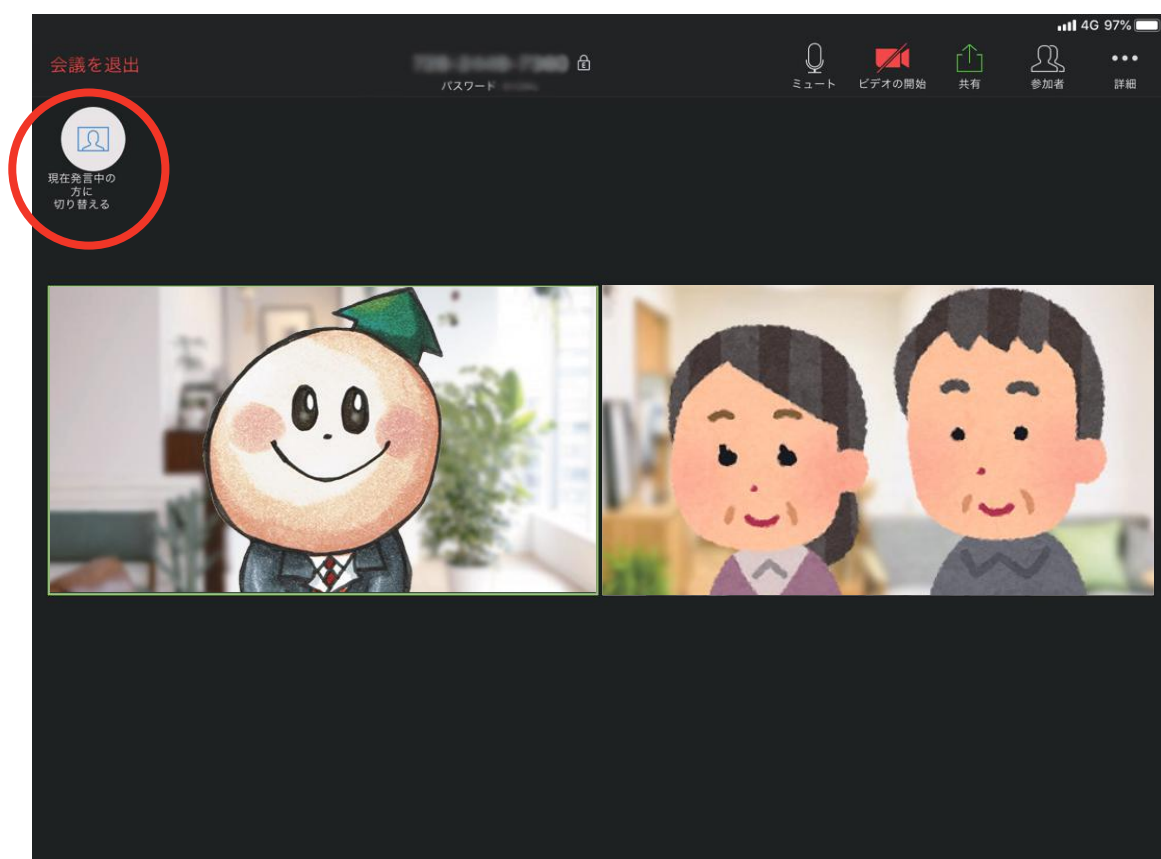 4G 97%
会議を退出
パスワード
ミュート
ビデオの開始
共有
参加者
詳細
現在発言中の
方に
切り替える